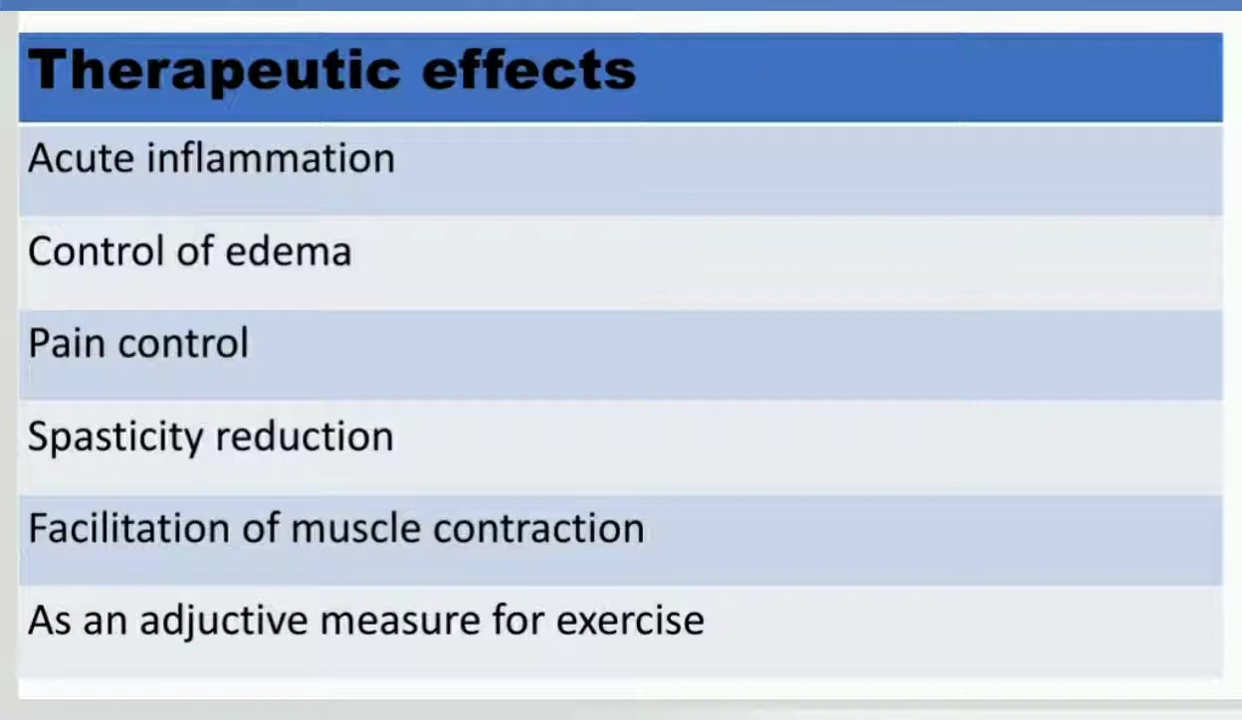 Therapeutic effects
Acute inflammation
Control of edema
Pain control
Spasticity reduction
Facilitation of muscle contraction
As an adjuctive measure for exercise